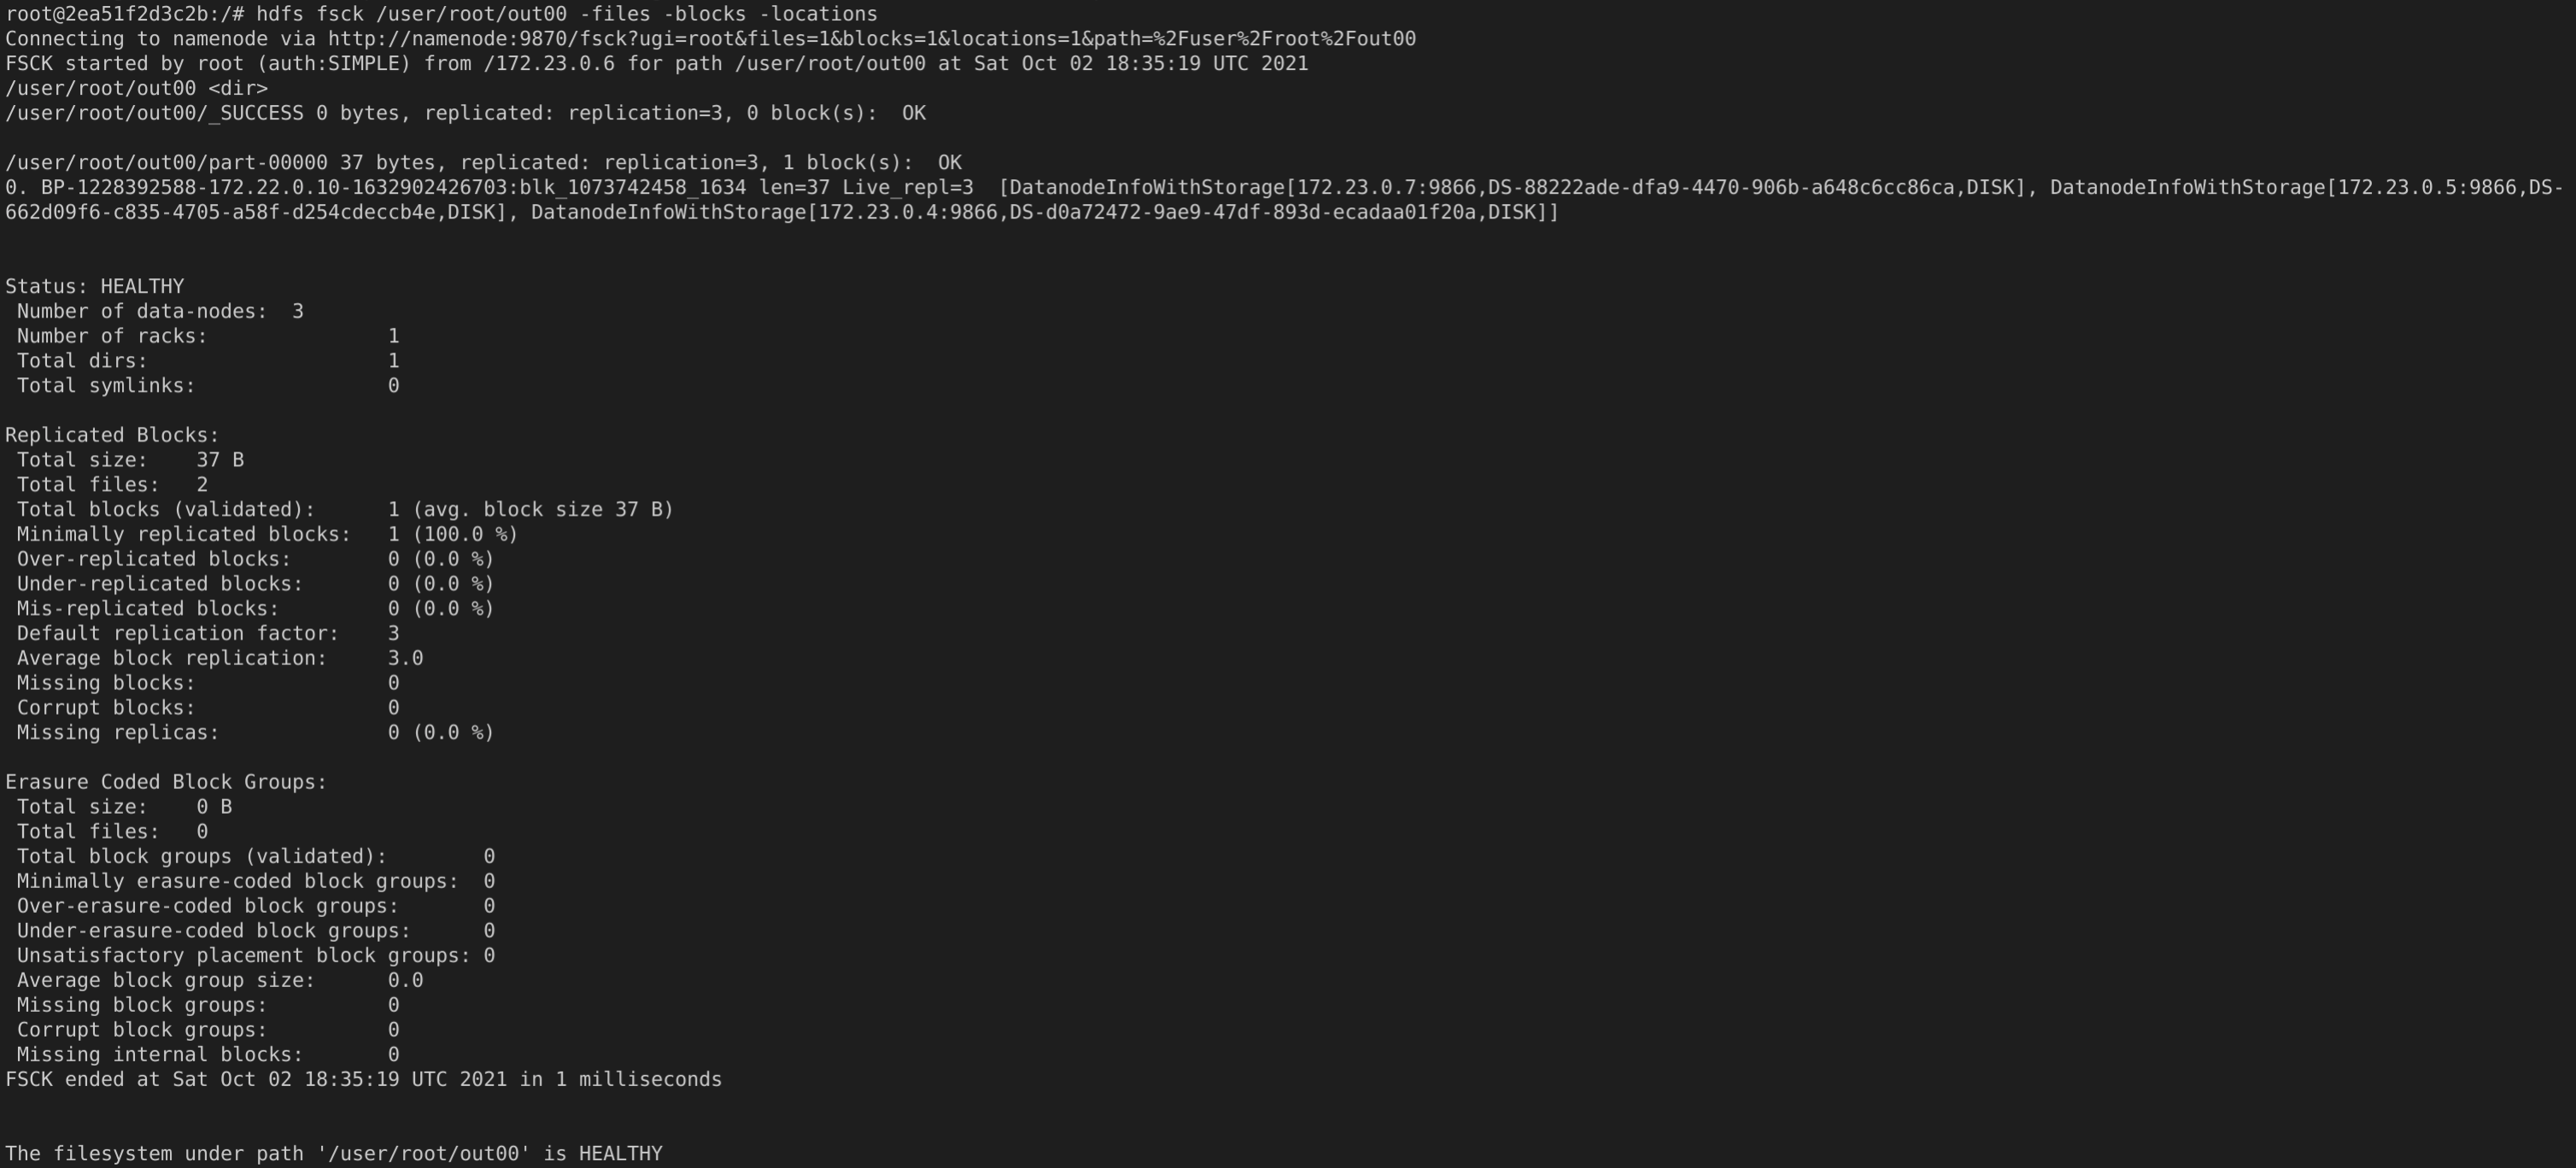 root@2ea51f2d3c2b:/# hdfs fsck /user/root/out00 -files -blocks -locations
Connecting to namenode via http://namenode:9870/fsck?ugi=root&files=1&blocks=1&locations=1&path=%2Fuser%2Froot%2Fout00
FSCK started by root (auth:SIMPLE) from /172.23.0.6 for path /user/root/out00 at Sat Oct 02 18:35:19 UTC 2021
/user/root/out00 <dir>
/user/root/out00/_SUCCESS 0 bytes, replicated: replication=3, 0 block(s):  OK

/user/root/out00/part-00000 37 bytes, replicated: replication=3, 1 block(s):  OK
0. BP-1228392588-172.22.0.10-1632902426703:blk_1073742458_1634 len=37 Live_repl=3  [DatanodeInfoWithStorage[172.23.0.7:9866,DS-88222ade-dfa9-4470-906b-a648c6cc86ca,DISK], DatanodeInfoWithStorage[172.23.0.5:9866,DS-
662d09f6-c835-4705-a58f-d254cdeccb4e,DISK], DatanodeInfoWithStorage[172.23.0.4:9866,DS-d0a72472-9ae9-47df-893d-ecadaa01f20a,DISK]]

Status: HEALTHY
 Number of data-nodes:  3
 Number of racks:               1
 Total dirs:                    1
 Total symlinks:                0

Replicated Blocks:
 Total size:    37 B
 Total files:   2
 Total blocks (validated):      1 (avg. block size 37 B)
 Minimally replicated blocks:   1 (100.0 %)
 Over-replicated blocks:        0 (0.0 %)
 Under-replicated blocks:       0 (0.0 %)
 Mis-replicated blocks:         0 (0.0 %)
 Default replication factor:    3
 Average block replication:     3.0
 Missing blocks:                0
 Corrupt blocks:                0
 Missing replicas:              0 (0.0 %)

Erasure Coded Block Groups:
 Total size:    0 B
 Total files:   0
 Total block groups (validated):        0
 Minimally erasure-coded block groups:  0
 Over-erasure-coded block groups:       0
 Under-erasure-coded block groups:      0
 Unsatisfactory placement block groups: 0
 Average block group size:      0.0
 Missing block groups:          0
 Corrupt block groups:          0
 Missing internal blocks:       0
FSCK ended at Sat Oct 02 18:35:19 UTC 2021 in 1 milliseconds

The filesystem under path '/user/root/out00' is HEALTHY